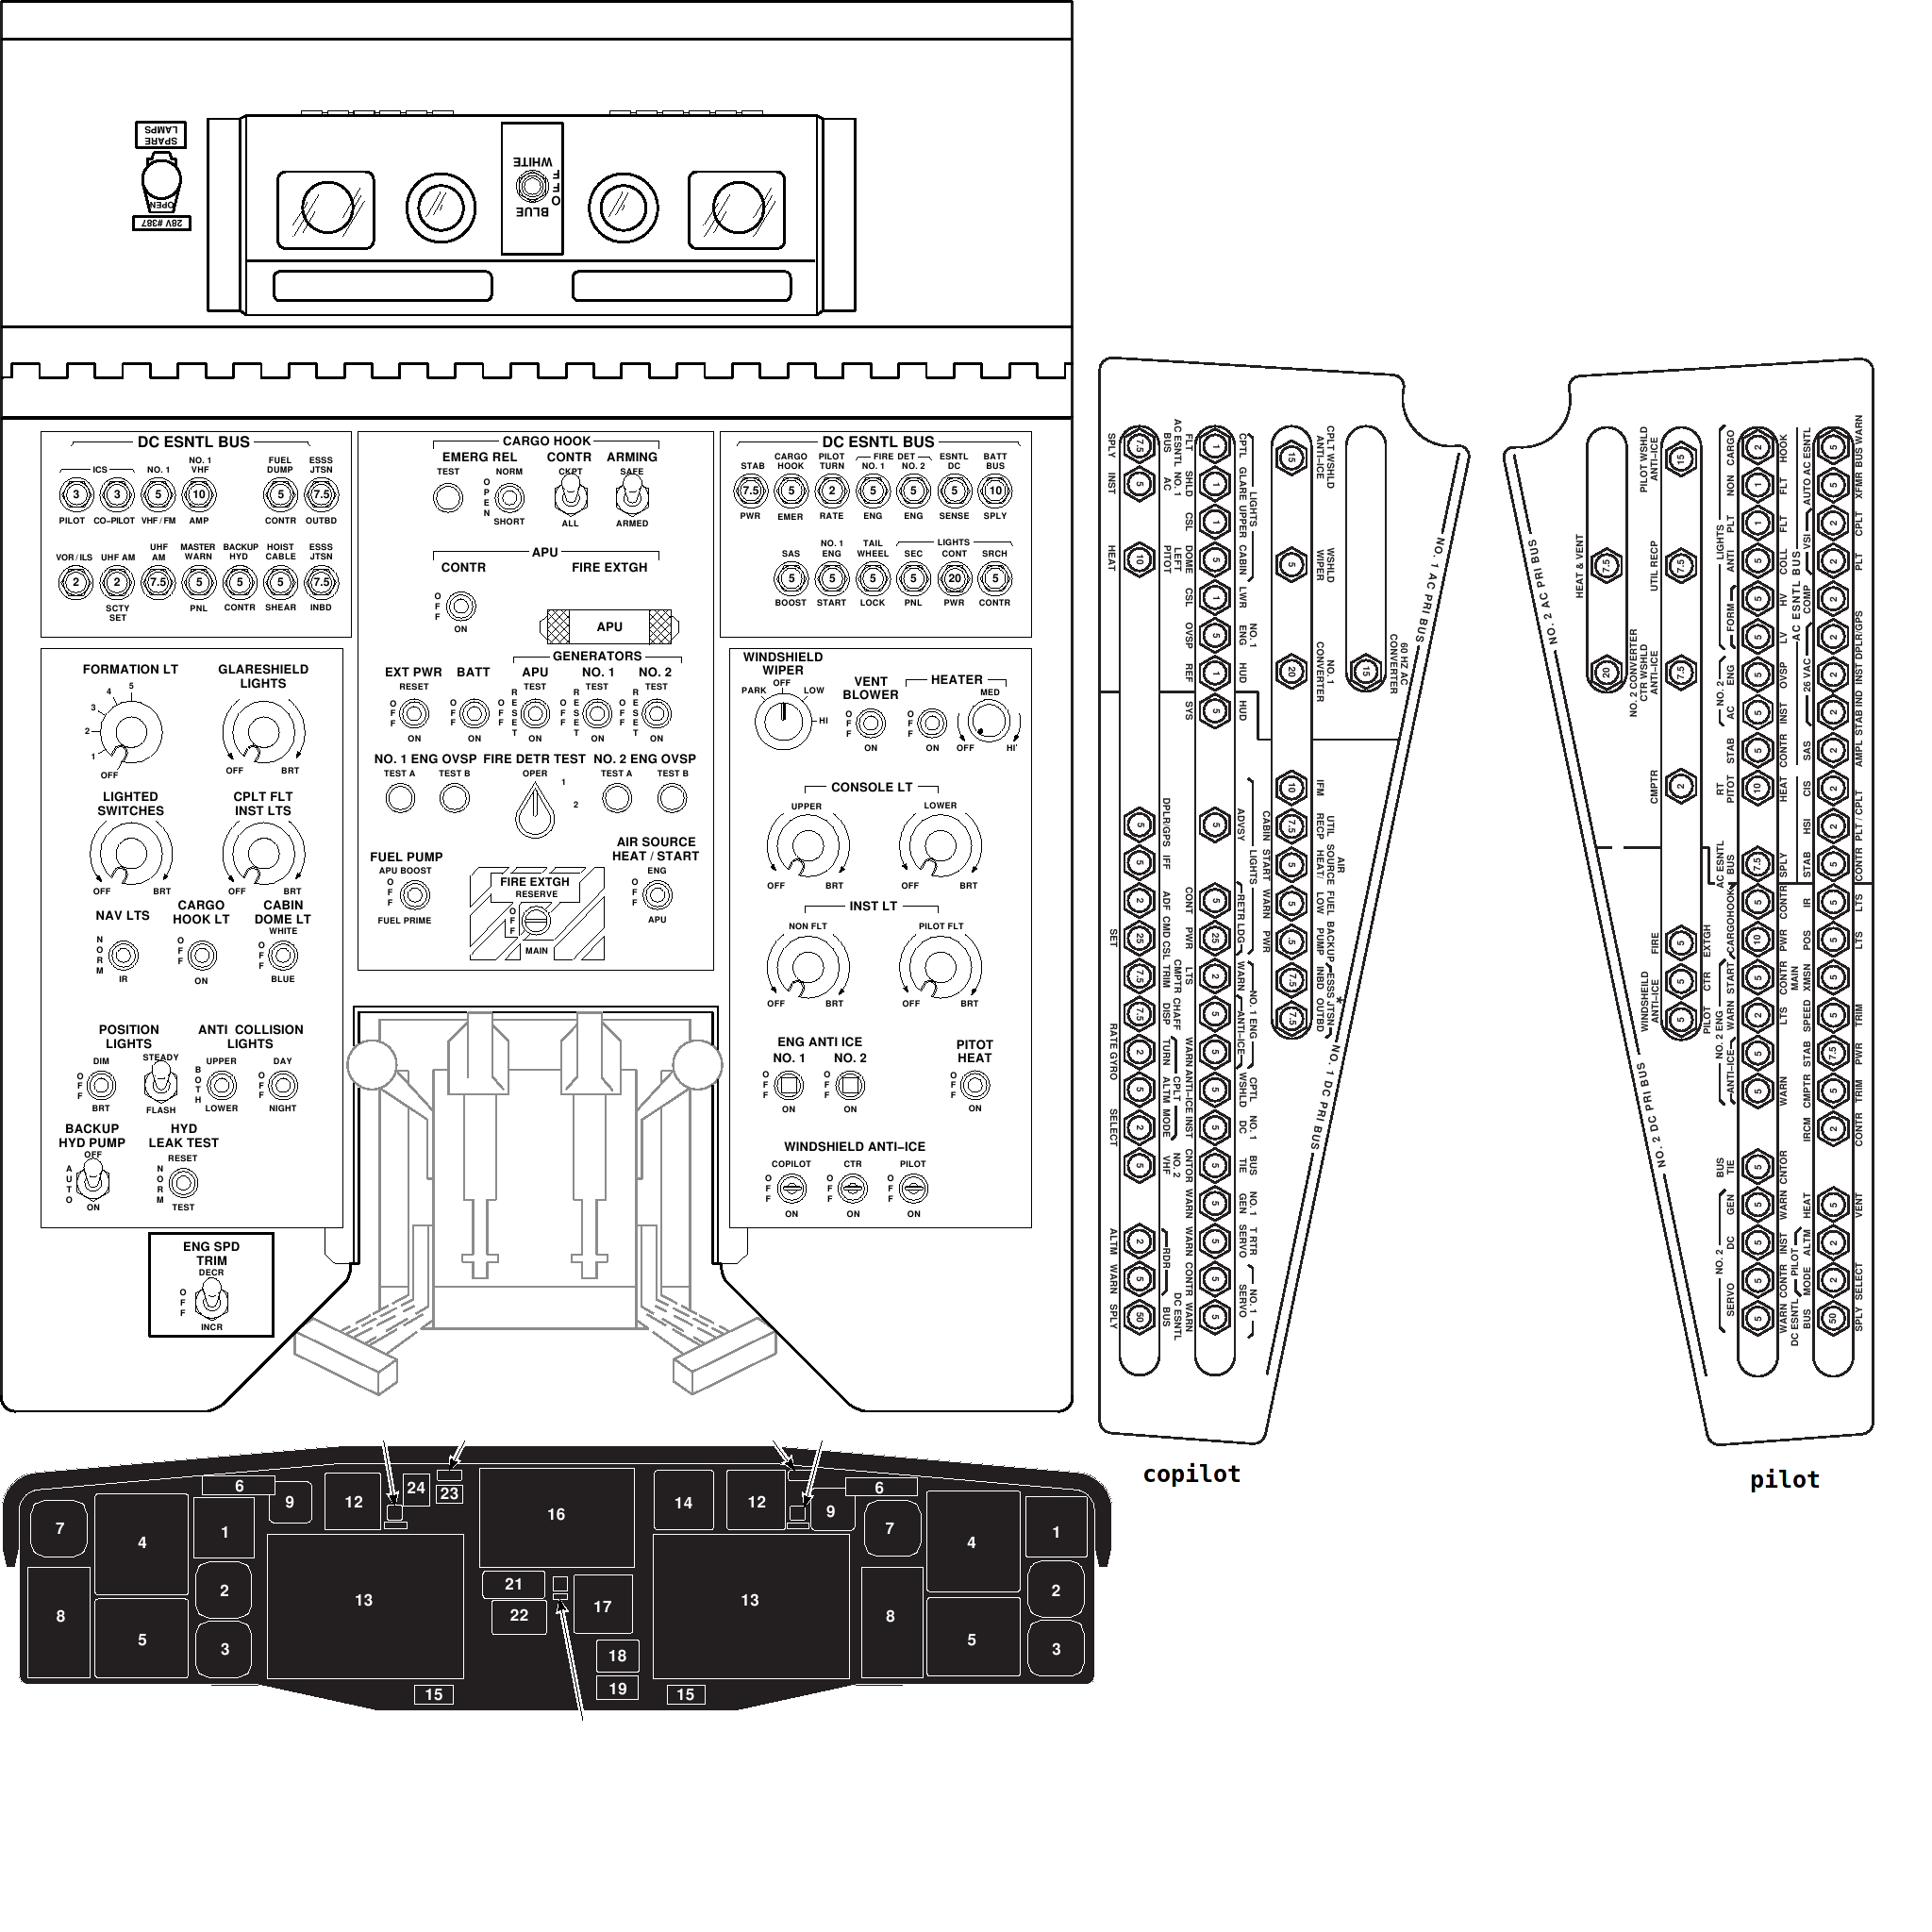 SPARE
LAMPS
OPEN
28V #387
WHITE
OFF
BLUE
DC ESNTL BUS
ICS
NO. 1
NO. 1
VHF
FUEL
DUMP
ESSS
JTSN
3 3 5 10 5 7.5
PILOT CO-PILOT VHF/FM AMP CONTR OUTBD
VOR/ILS UHF AM
UHF
AM
MASTER
WARN
BACKUP
HYD
HOIST
CABLE
ESSS
JTSN
2 2 7.5 5 5 5 7.5
SCTY
SET
PNL CONTR SHEAR INBD
CARGO HOOK
EMERG REL CONTR ARMING
TEST NORM CKPT SAFE
OPEN
SHORT ALL ARMED
APU
CONTR FIRE EXTGH
OFF
ON
APU
GENERATORS
EXT PWR BATT APU NO. 1 NO. 2
RESET TEST TEST TEST
OFF OFF OFF RESET OFF RESET OFF RESET
ON ON ON ON ON
NO. 1 ENG OVSP FIRE DETR TEST NO. 2 ENG OVSP
TEST A TEST B OPER TEST A TEST B
1
2
FUEL PUMP
APU BOOST
OFF
FUEL PRIME
AIR SOURCE
HEAT / START
ENG
OFF
APU
FIRE EXTGH
RESERVE
OFF
MAIN
DC ESNTL BUS
STAB
CARGO
HOOK
PILOT
TURN
FIRE DET
NO. 1 NO. 2
ESNTL
DC
BATT
BUS
7.5 5 2 5 5 5 10
PWR EMER RATE ENG ENG SENSE SPLY
SAS
NO. 1
ENG
TAIL
WHEEL
LIGHTS
SEC CONT SRCH
5 5 5 5 20 5
BOOST START LOCK PNL PWR CONTR
FORMATION LT
1 2 3 4 5
OFF
GLARESHIELD
LIGHTS
OFF BRT
LIGHTED
SWITCHES
OFF BRT
CPLT FLT
INST LTS
OFF BRT
NAV LTS
NORM
IR
CARGO
HOOK LT
OFF
ON
CABIN
DOME LT
WHITE
OFF
BLUE
POSITION
LIGHTS
DIM
OFF
BRT
STEADY
FLASH
ANTI COLLISION
LIGHTS
UPPER
BOTH
LOWER
DAY
OFF
NIGHT
BACKUP
HYD PUMP
OFF
AUTO
ON
HYD
LEAK TEST
RESET
NORM
TEST
ENG SPD
TRIM
DECR
OFF
INCR
WINDSHIELD
WIPER
OFF
PARK LOW
HI
VENT
BLOWER
OFF
ON
HEATER
OFF
ON
MED
OFF HI
CONSOLE LT
UPPER LOWER
OFF BRT OFF BRT
INST LT
NON FLT PILOT FLT
OFF BRT OFF BRT
ENG ANTI ICE
NO. 1 NO. 2
OFF OFF
ON ON
PITOT
HEAT
OFF
ON
WINDSHIELD ANTI-ICE
COPILOT CTR PILOT
OFF OFF OFF
ON ON ON
NO. 1 AC PRI BUS
NO. 1 DC PRI BUS
CPLT WSHLD
ANTI-ICE
15
WSHLD
WIPER
5
NO. 1
CONVERTER
20
60 HZ AC
CONVERTER
15
SPLY INST HEAT
7.5 5 10
AC ESNTL
BUS
NO. 1
AC
LEFT
PITOT
FLT SHLD CSL DOME CSL OVSP REF SYS
1 1 1 5 1 5 1 5
CPTL GLARE UPPER CABIN LWR ENG HUD HUD
LIGHTS
NO. 1
IFM
10
UTIL
RECP
CABIN
7.5
AIR
SOURCE
HEAT/
START
5
FUEL
LOW
WARN
5
BACKUP
PUMP
PWR
.5
ESSS JTSN
INBD OUTBD
7.5 7.5
*
ADVSY
LIGHTS
RETR LDG
CONT PWR
5 5 25
NO. 1 ENG
WARN ANTI-ICE
LTS
DPLR/GPS IFF ADF CMD CSL
5 5 2 25
SET
TRIM
CMPTR
CHAFF
DISP
TURN
RATE GYRO
CPLT
ALTM MODE
SELECT
NO. 2
VHF
RDR
ALTM WARN
DC ESNTL
BUS
SPLY
50
CPTL
WSHLD
ANTI-ICE
NO. 1
DC
INST
BUS
TIE
CNTOR
NO. 1
GEN
WARN
T RTR
SERVO
WARN
NO. 1
SERVO
CONTR WARN
copilot
NO. 2 AC PRI BUS
NO. 2 DC PRI BUS
HEAT & VENT
7.5
NO. 2 CONVERTER
20
PILOT WSHLD
ANTI-ICE
15
UTIL RECP
7.5
CTR WSHLD
ANTI-ICE
7.5
CMPTR
2
FIRE
EXTGH
5
WINDSHEILD
ANTI-ICE
CTR PILOT
5 5
LIGHTS
CARGO NON PLT ANTI FORM
HOOK FLT FLT COLL HV LV
2 1 1 5 5 5
NO. 2
ENG AC
OVSP INST
5 5
STAB
CONTR
5
RT
PITOT
HEAT
10
AC ESNTL
BUS
SPLY
7.5
CARGO HOOK
CONTR PWR
5 10
NO. 2 ENG
START WARN ANTI-ICE
CONTR LTS WARN
5 2 5 5
BUS
TIE
CNTOR
5
NO. 2
GEN DC SERVO
WARN INST CONTR WARN
5 5 5 5
AC ESNTL BUS
AUTO AC ESNTL
XFMR BUS WARN
5 5
VSI
CPLT PLT
2 2
26 VAC
COMP DPLR/GPS INST STAB IND
2 2 2 2
SAS
AMPL
2
CIS
2
HSI
PLT / CPLT
2
STAB
CONTR
5
IR
LTS
5
POS
LTS
5
MAIN
XMSN
5
SPEED
TRIM
5
STAB
PWR
7.5
CMPTR
TRIM
5
IRCM
CONTR
2
HEAT
VENT
5
PILOT
ALTM MODE
SELECT
2 2
DC ESNTL
BUS
SPLY
50
pilot
6 9 12 24 23 16 14 12 9 6
7 4 1 7 4 1
2 13 21 17 13 2
8 5 3 22 8 5 3
18
19
15 15